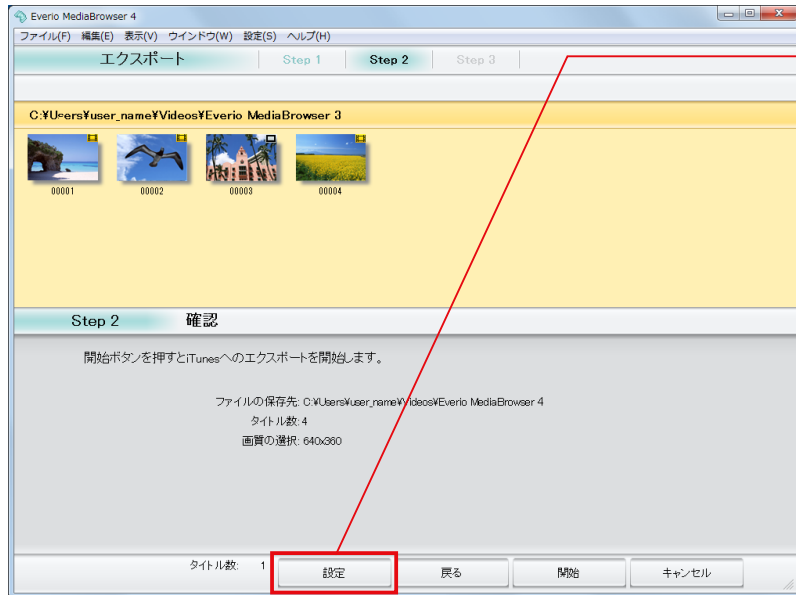 Everio MediaBrowser 4
ファイル(F) 編集(E) 表示(V) ウインドウ(W) 設定(S) ヘルプ(H)
エクスポート Step 1 Step 2 Step 3
C:¥Users¥user_name¥Videos¥Everio MediaBrowser 3
00001 00002 00003 00004
Step 2 確認
開始ボタンを押すとiTunesへのエクスポートを開始します。
ファイルの保存先: C:¥Users¥user_name¥Videos¥Everio MediaBrowser 4
タイトル数: 4
画質の選択: 640x360
タイトル数: 1 設定 戻る 開始 キャンセル